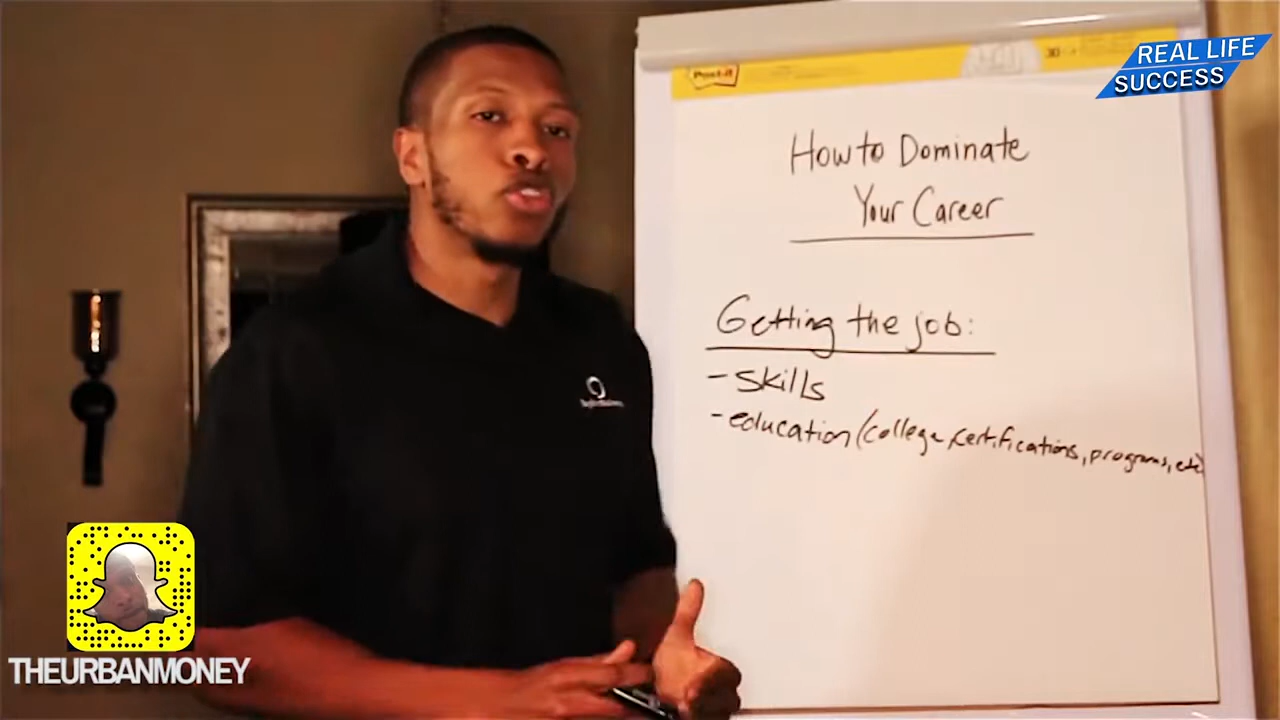 Post-it
REAL LIFE
SUCCESS
How to Dominate
Your Career
Getting the job:
- skills
- education (college, certifications, programs, etc)
THEURBANMONEY